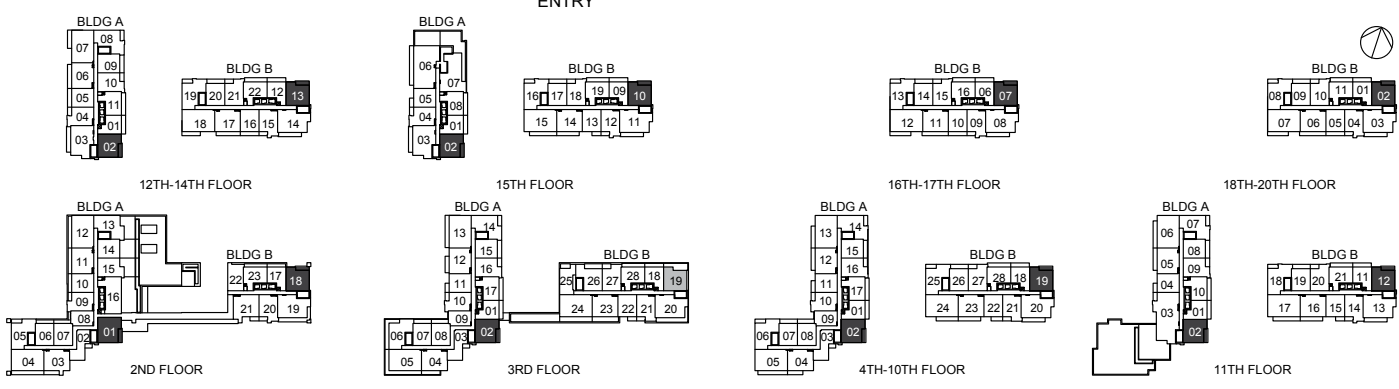 ENTRY
BLDG A
08
07
09
06
10
05
11
04
01
03
02
BLDG B
19 20 21 22 12 13
18 17 16 15 14
12TH-14TH FLOOR
BLDG A
06
07
05
08
04
01
03
02
BLDG B
16 17 18 19 09 10
15 14 13 12 11
15TH FLOOR
BLDG B
13 14 15 16 06 07
12 11 10 09 08
16TH-17TH FLOOR
BLDG B
08 09 10 11 01 02
07 06 05 04 03
18TH-20TH FLOOR
BLDG A
13
12
14
11
15
10
16
09
08
01
05 06 07 02
04 03
BLDG B
22 23 17 18
21 20 19
2ND FLOOR
BLDG A
14
13
15
12
16
11
17
10
01
09
02
06 07 08 03
05 04
BLDG B
25 26 27 28 18 19
24 23 22 21 20
3RD FLOOR
BLDG A
14
13
15
12
16
11
17
10
01
09
02
06 07 08 03
05 04
BLDG B
25 26 27 28 18 19
24 23 22 21 20
4TH-10TH FLOOR
BLDG A
07
06
08
05
09
04
10
03
01
02
BLDG B
18 19 20 21 11 12
17 16 15 14 13
11TH FLOOR